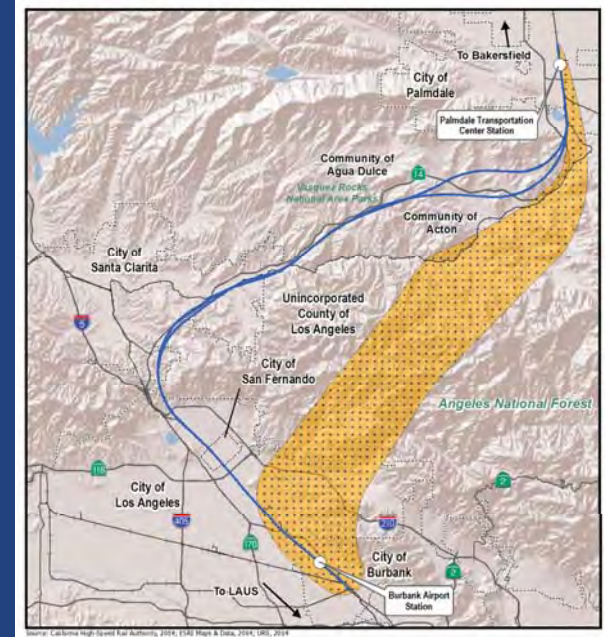 To Bakersfield
City of
Palmdale
Palmdale Transportation
Center Station
Community of
Agua Dulce
14
Vasquez Rocks
National Area Parks
Community of
Acton
City of
Santa Clarita
Unincorporated
County of
Los Angeles
5
City of
San Fernando
Angeles National Forest
118
City of
Los Angeles
2
405
210
170
City of
Burbank
2
To LAUS
Burbank Airport
Station
Source: California High-Speed Rail Authority, 2014; ESRI Maps & Data, 2014; URS, 2014